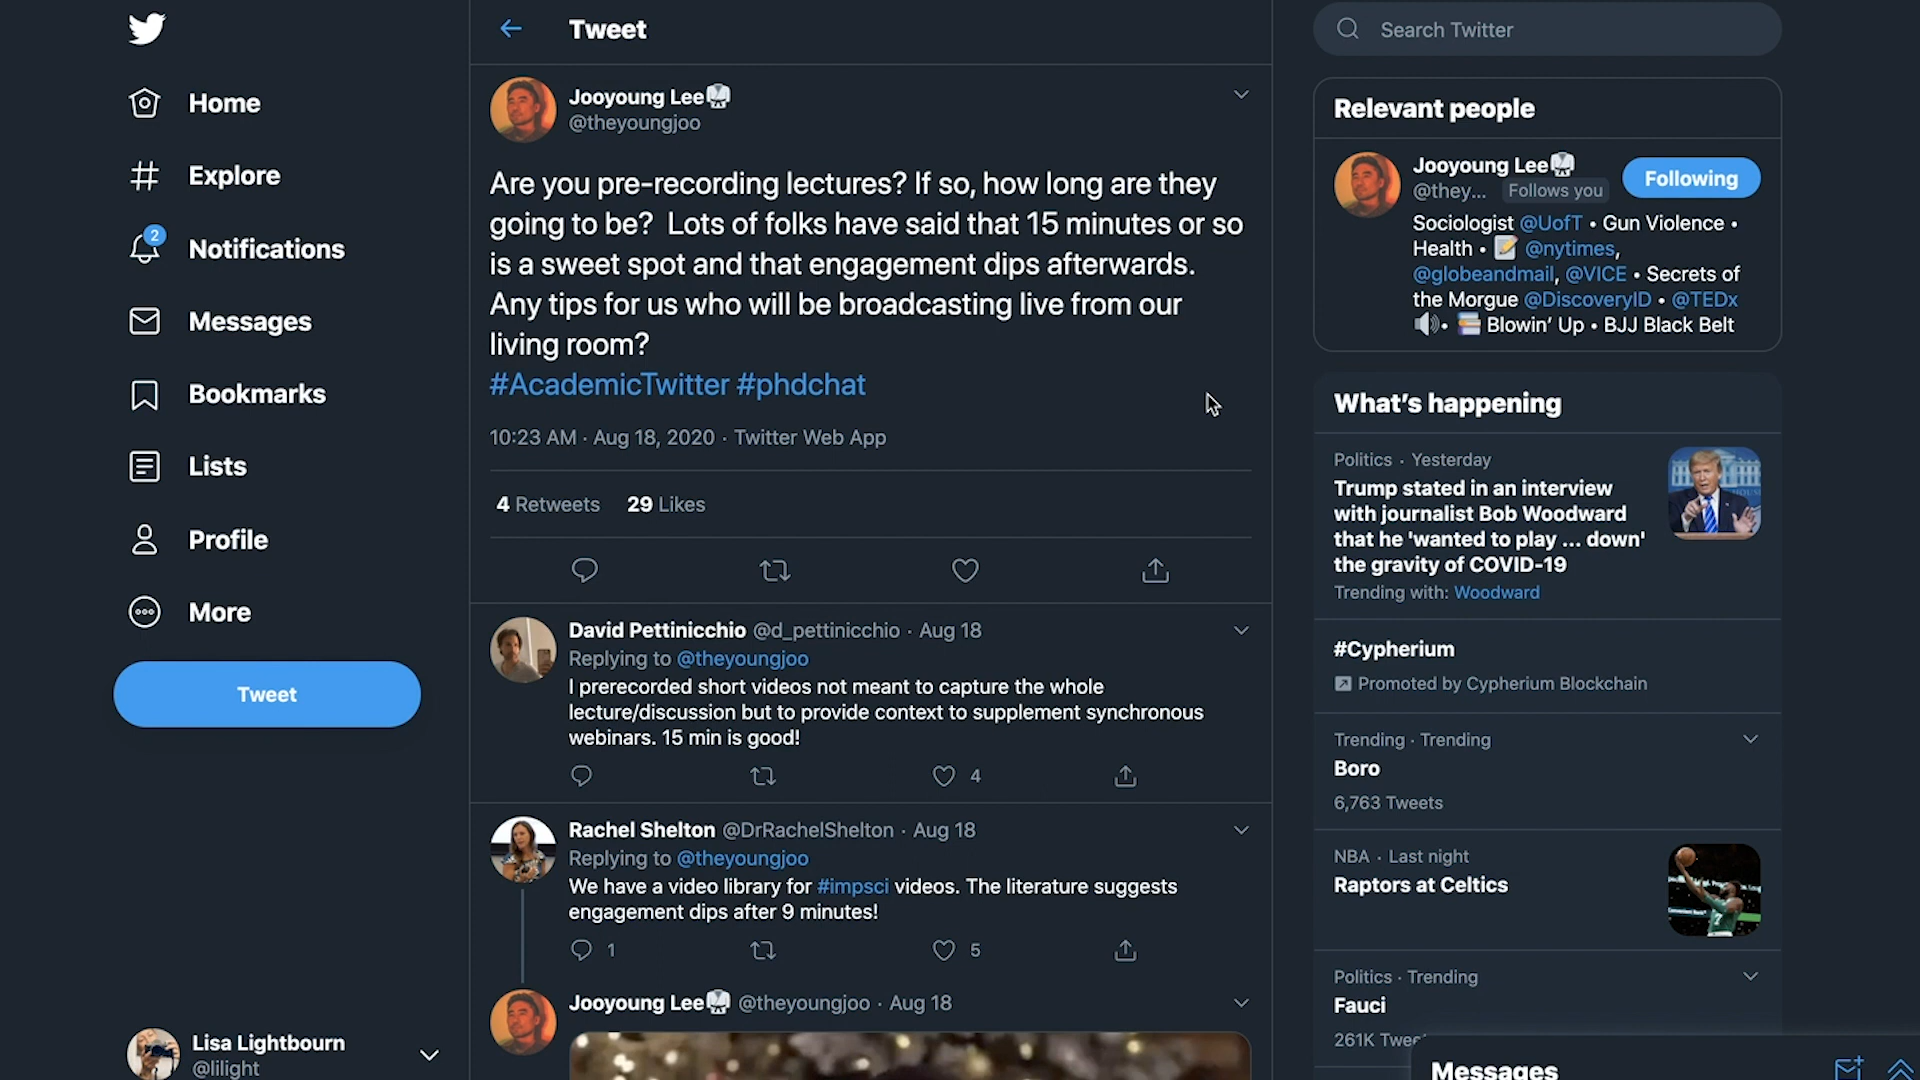 Home
Explore
2
Notifications
Messages
Bookmarks
Lists
Profile
More
Tweet
Lisa Lightbourn
@lilight
Tweet
Jooyoung Lee🥋
@theyoungjoo
Are you pre-recording lectures? If so, how long are they
going to be?  Lots of folks have said that 15 minutes or so
is a sweet spot and that engagement dips afterwards.
Any tips for us who will be broadcasting live from our
living room?
#AcademicTwitter #phdchat
10:23 AM · Aug 18, 2020 · Twitter Web App
4 Retweets 29 Likes
David Pettinicchio @d_pettinicchio · Aug 18
Replying to @theyoungjoo
I prerecorded short videos not meant to capture the whole
lecture/discussion but to provide context to supplement synchronous
webinars. 15 min is good!
4
Rachel Shelton @DrRachelShelton · Aug 18
Replying to @theyoungjoo
We have a video library for #impsci videos. The literature suggests
engagement dips after 9 minutes!
1 5
Jooyoung Lee🥋 @theyoungjoo · Aug 18
Search Twitter
Relevant people
Jooyoung Lee🥋
@they... Follows you
Following
Sociologist @UofT • Gun Violence •
Health • 📝 @nytimes,
@globeandmail, @VICE • Secrets of
the Morgue @DiscoveryID • @TEDx
🔊• 📚 Blowin' Up • BJJ Black Belt
What's happening
Politics · Yesterday
Trump stated in an interview
with journalist Bob Woodward
that he 'wanted to play ... down'
the gravity of COVID-19
Trending with: Woodward
#Cypherium
Promoted by Cypherium Blockchain
Trending · Trending
Boro
6,763 Tweets
NBA · Last night
Raptors at Celtics
7
Politics · Trending
Fauci
261K
Messages